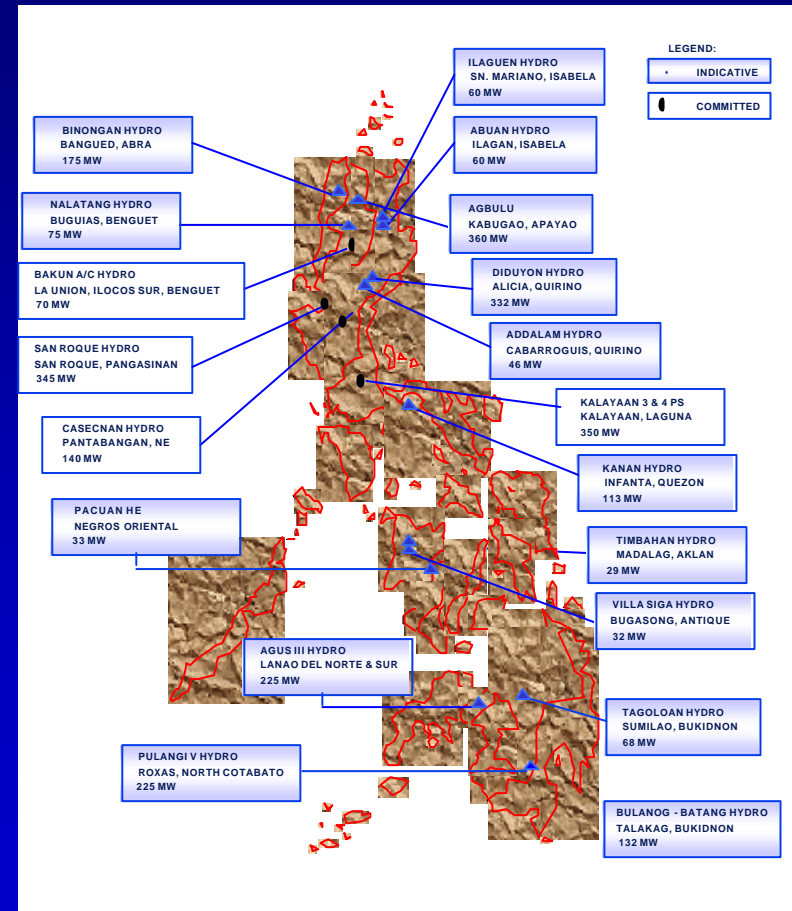 LEGEND:
INDICATIVE
COMMITTED
ILAGUEN HYDRO
SN. MARIANO, ISABELA
60 MW
BINONGAN HYDRO
BANGUED, ABRA
175 MW
ABUAN HYDRO
ILAGAN, ISABELA
60 MW
NALATANG HYDRO
BUGUIAS, BENGUET
75 MW
AGBULU
KABUGAO, APAYAO
360 MW
BAKUN A/C HYDRO
LA UNION, ILOCOS SUR, BENGUET
70 MW
DIDUYON HYDRO
ALICIA, QUIRINO
332 MW
SAN ROQUE HYDRO
SAN ROQUE, PANGASINAN
345 MW
ADDALAM HYDRO
CABARROGUIS, QUIRINO
46 MW
CASECNAN HYDRO
PANTABANGAN, NE
140 MW
KALAYAAN 3 & 4 PS
KALAYAAN, LAGUNA
350 MW
KANAN HYDRO
INFANTA, QUEZON
113 MW
PACUAN HE
NEGROS ORIENTAL
33 MW
TIMBAHAN HYDRO
MADALAG, AKLAN
29 MW
VILLA SIGA HYDRO
BUGASONG, ANTIQUE
32 MW
AGUS III HYDRO
LANAO DEL NORTE & SUR
225 MW
TAGOLOAN HYDRO
SUMILAO, BUKIDNON
68 MW
PULANGI V HYDRO
ROXAS, NORTH COTABATO
225 MW
BULANOG - BATANG HYDRO
TALAKAG, BUKIDNON
132 MW